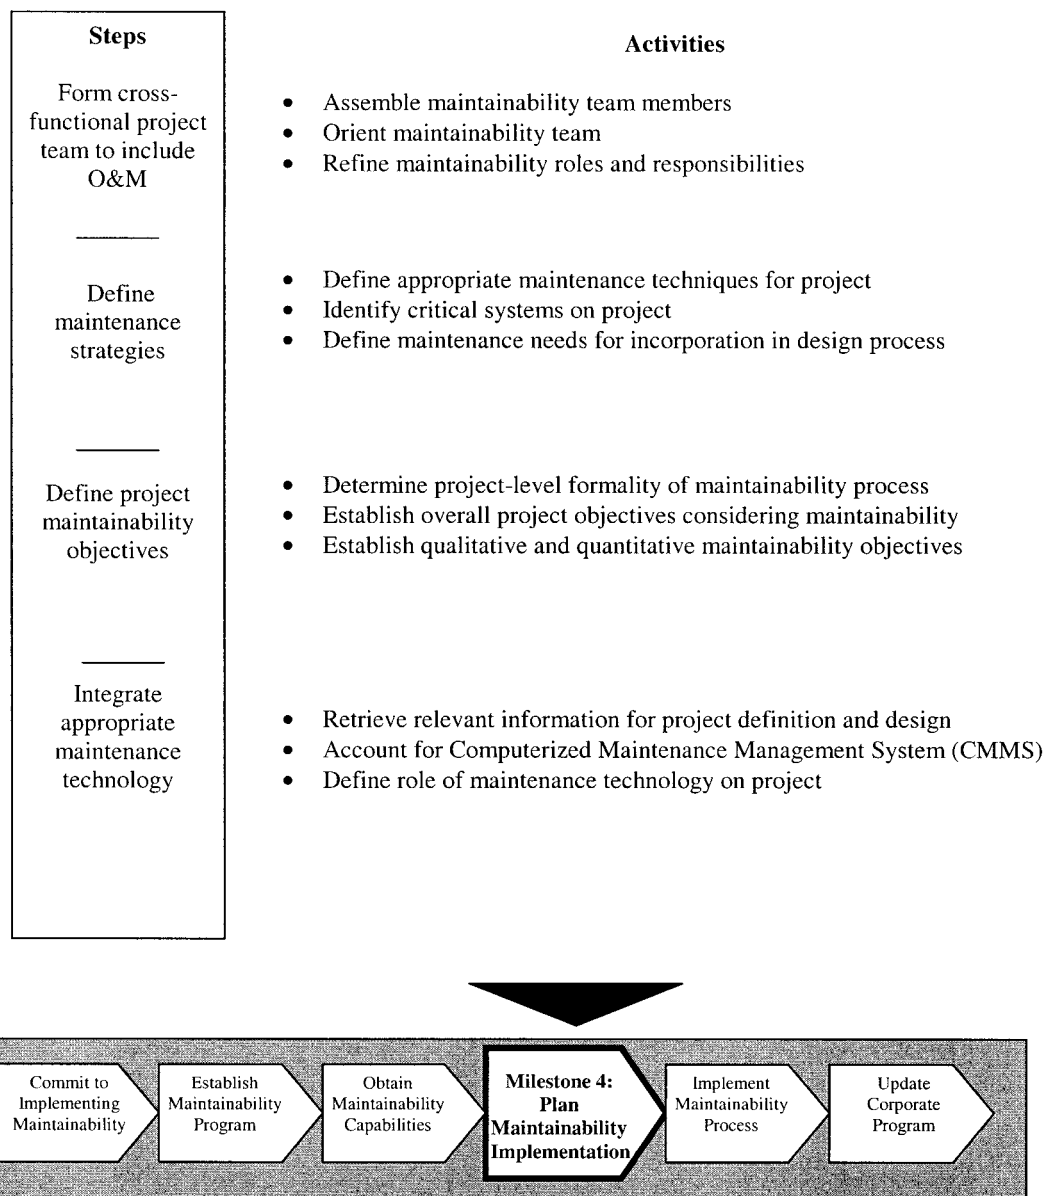 Steps
Activities
Form cross-
functional project
team to include
O&M
• Assemble maintainability team members
• Orient maintainability team
• Refine maintainability roles and responsibilities
Define
maintenance
strategies
• Define appropriate maintenance techniques for project
• Identify critical systems on project
• Define maintenance needs for incorporation in design process
Define project
maintainability
objectives
• Determine project-level formality of maintainability process
• Establish overall project objectives considering maintainability
• Establish qualitative and quantitative maintainability objectives
Integrate
appropriate
maintenance
technology
• Retrieve relevant information for project definition and design
• Account for Computerized Maintenance Management System (CMMS)
• Define role of maintenance technology on project
Commit to
Implementing
Maintainability
Establish
Maintainability
Program
Obtain
Maintainability
Capabilities
Milestone 4:
Plan
Maintainability
Implementation
Implement
Maintainability
Process
Update
Corporate
Program